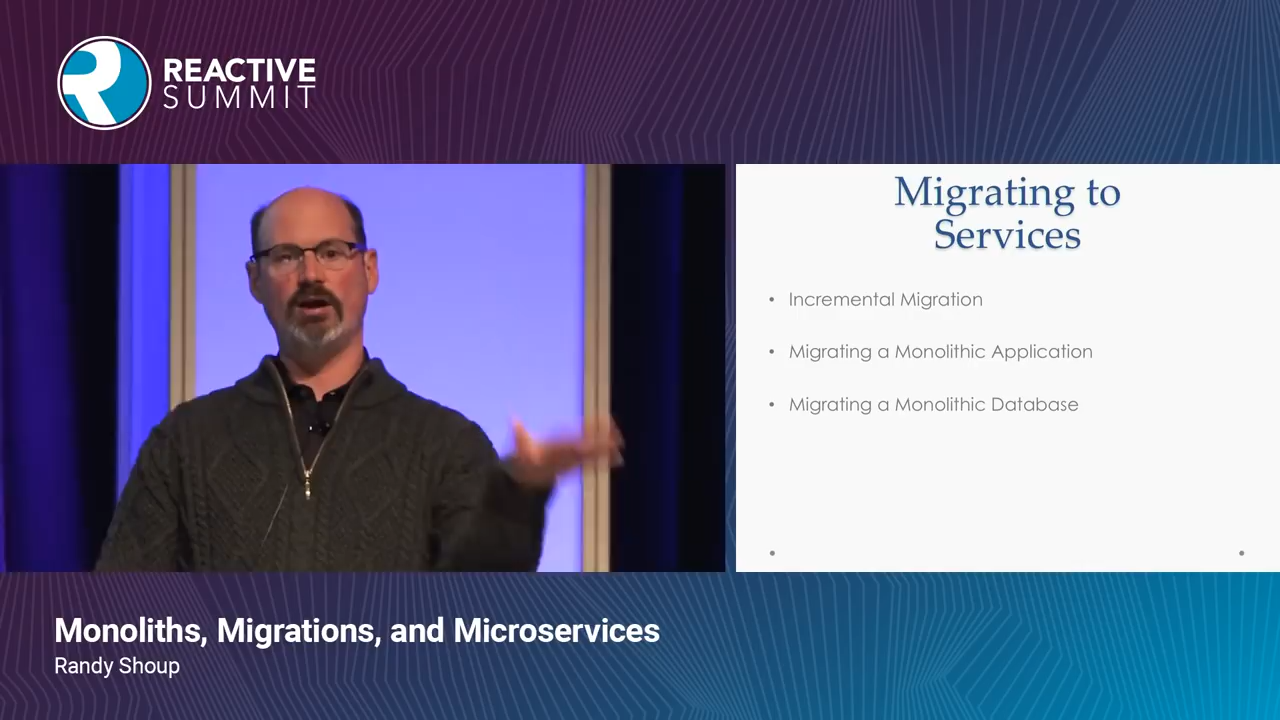 REACTIVE
SUMMIT
Migrating to
Services
• Incremental Migration
• Migrating a Monolithic Application
• Migrating a Monolithic Database
Monoliths, Migrations, and Microservices
Randy Shoup